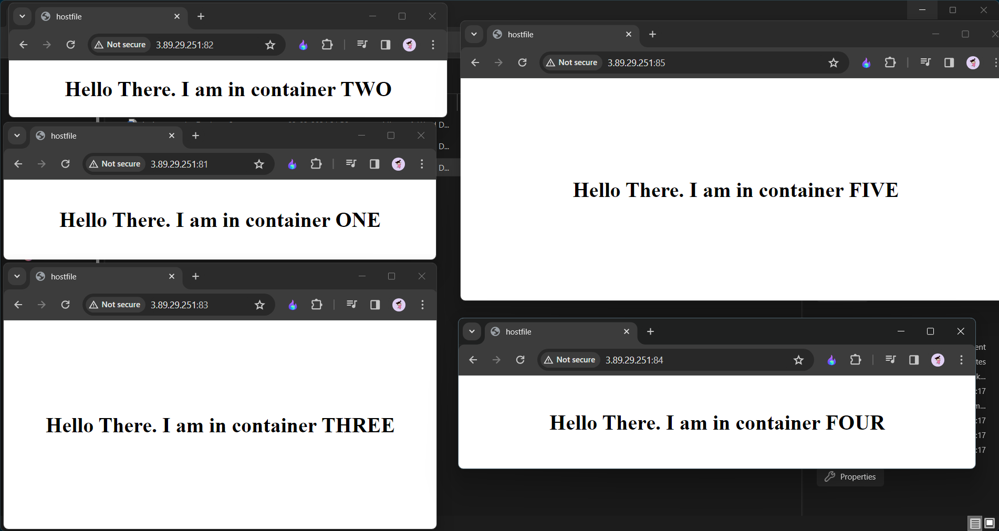 hostfile
Not secure 3.89.29.251:82
Hello There. I am in container TWO
hostfile
Not secure 3.89.29.251:81
Hello There. I am in container ONE
hostfile
Not secure 3.89.29.251:83
Hello There. I am in container THREE
D...
D...
D...
hostfile
Not secure 3.89.29.251:85
Hello There. I am in container FIVE
hostfile
Not secure 3.89.29.251:84
Hello There. I am in container FOUR
ent
tes
k...
:17
m...
:17
:17
:17
Properties